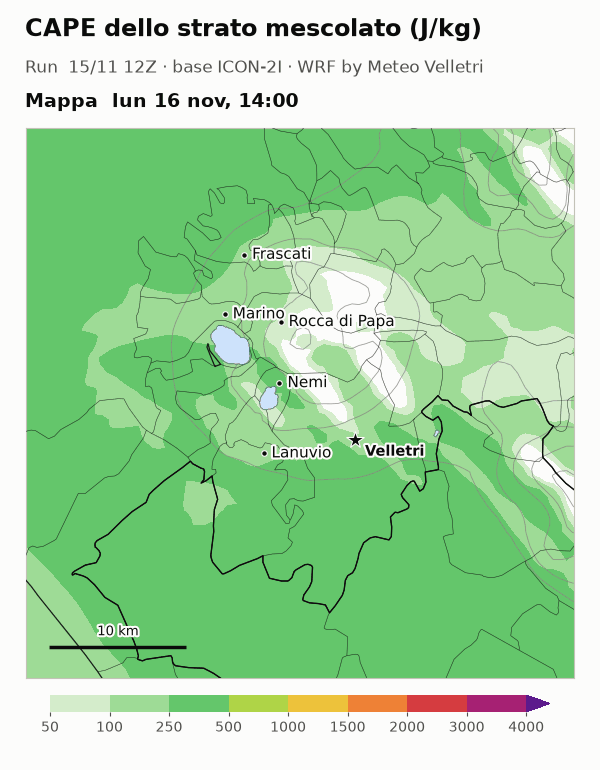 CAPE dello strato mescolato (J/kg)
Run 15/11 12Z · base ICON-2I · WRF by Meteo Velletri
Mappa lun 16 nov, 14:00
Frascati
Marino
Rocca di Papa
Nemi
Velletri
Lanuvio
10 km
50 100 250 500 1000 1500 2000 3000 4000